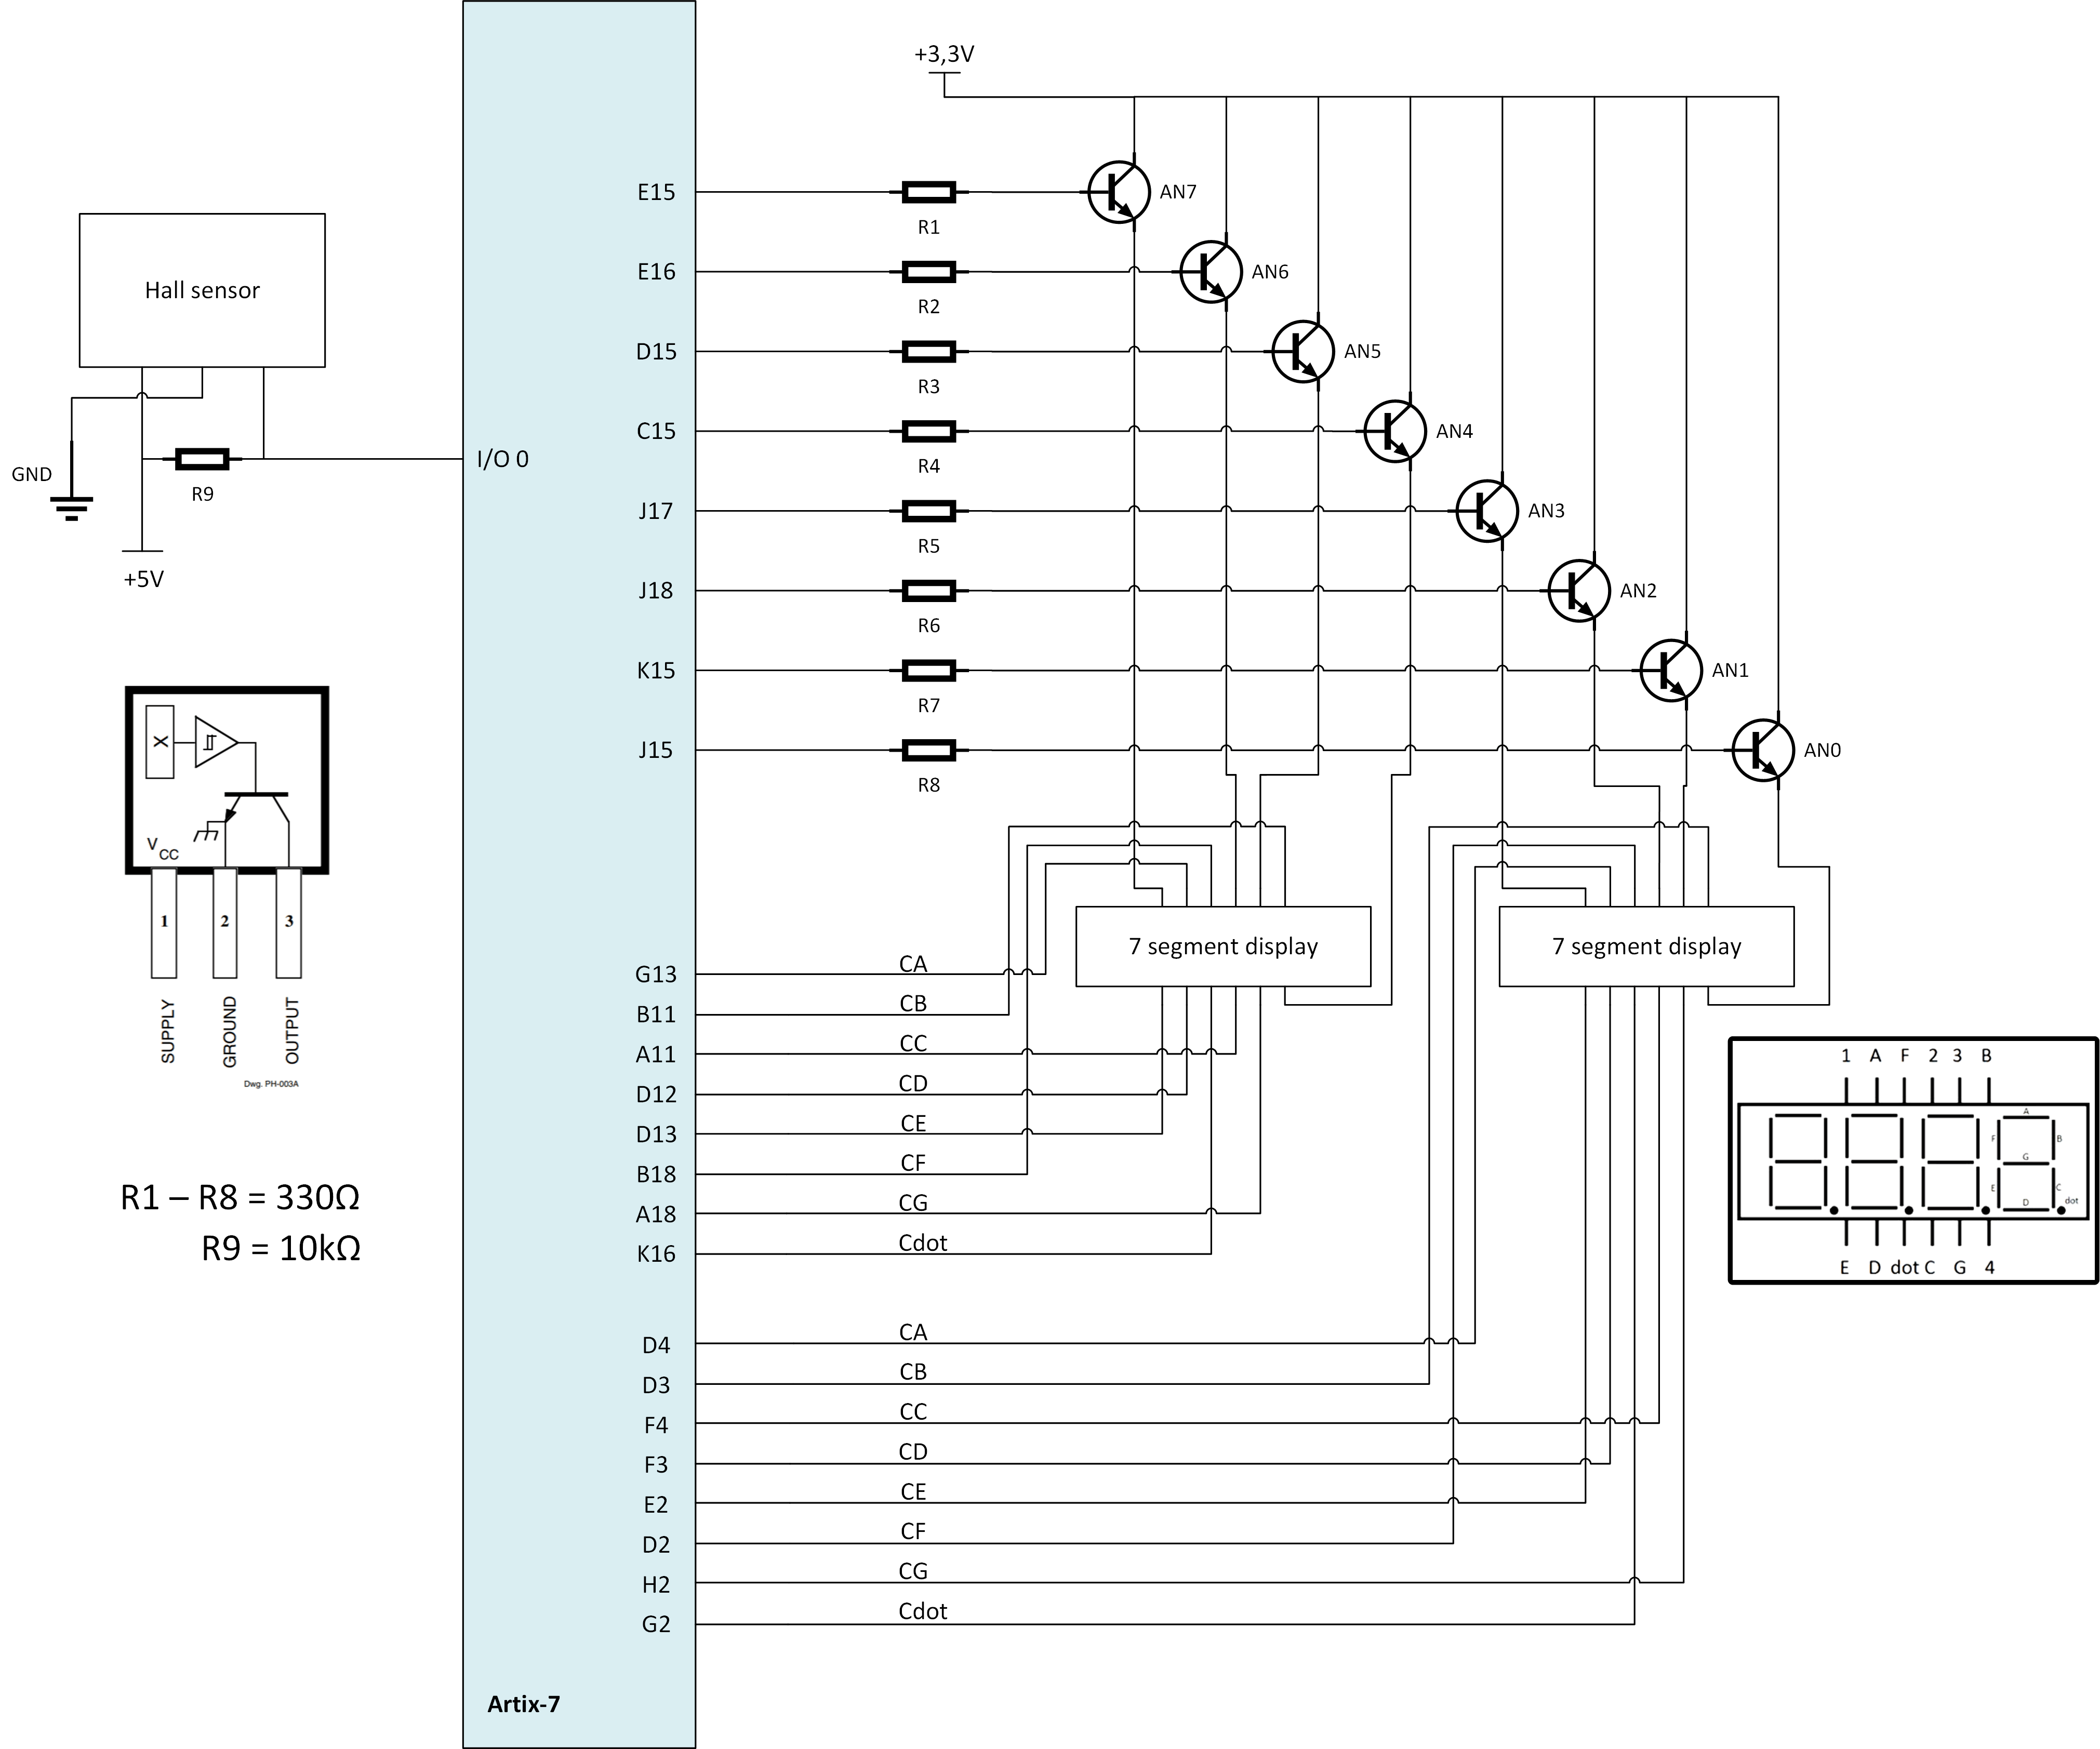 +3,3V
E15
R1
AN7
E16
R2
AN6
D15
R3
AN5
C15
R4
AN4
J17
R5
AN3
J18
R6
AN2
K15
R7
AN1
J15
R8
AN0
Hall sensor
GND
R9
I/O 0
+5V
X
V CC
1
2
3
SUPPLY
GROUND
OUTPUT
Dwg. PH-003A
R1 – R8 = 330Ω
R9 = 10kΩ
7 segment display
7 segment display
G13
CA
B11
CB
A11
CC
D12
CD
D13
CE
B18
CF
A18
CG
K16
Cdot
D4
CA
D3
CB
F4
CC
F3
CD
E2
CE
D2
CF
H2
CG
G2
Cdot
1 A F 2 3 B
A
F
B
G
E
C
D
dot
E D dot C G 4
Artix-7